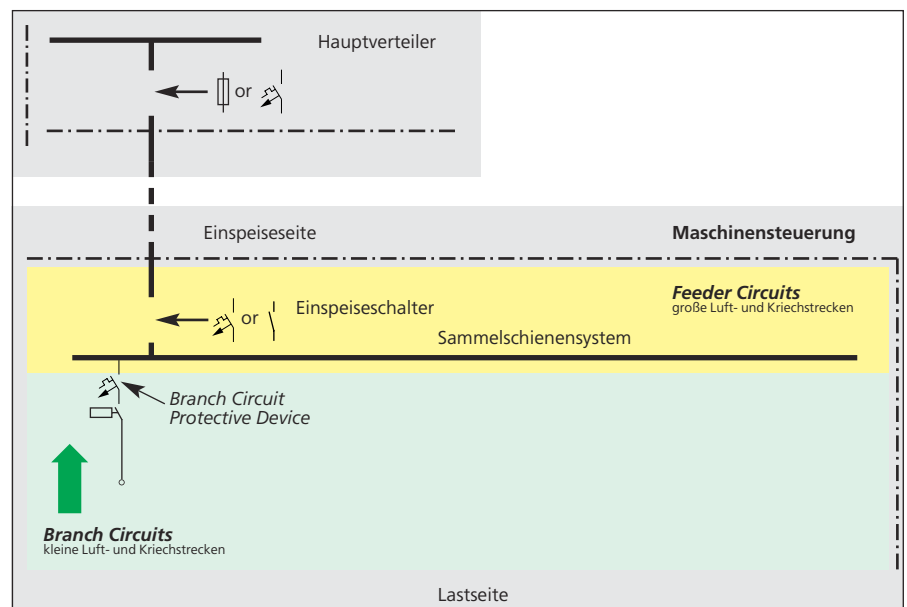 Hauptverteiler
or
Einspeiseseite
Maschinensteuerung
Feeder Circuits
große Luft- und Kriechstrecken
or
Einspeiseschalter
Sammelschienensystem
Branch Circuit
Protective Device
Branch Circuits
kleine Luft- und Kriechstrecken
Lastseite